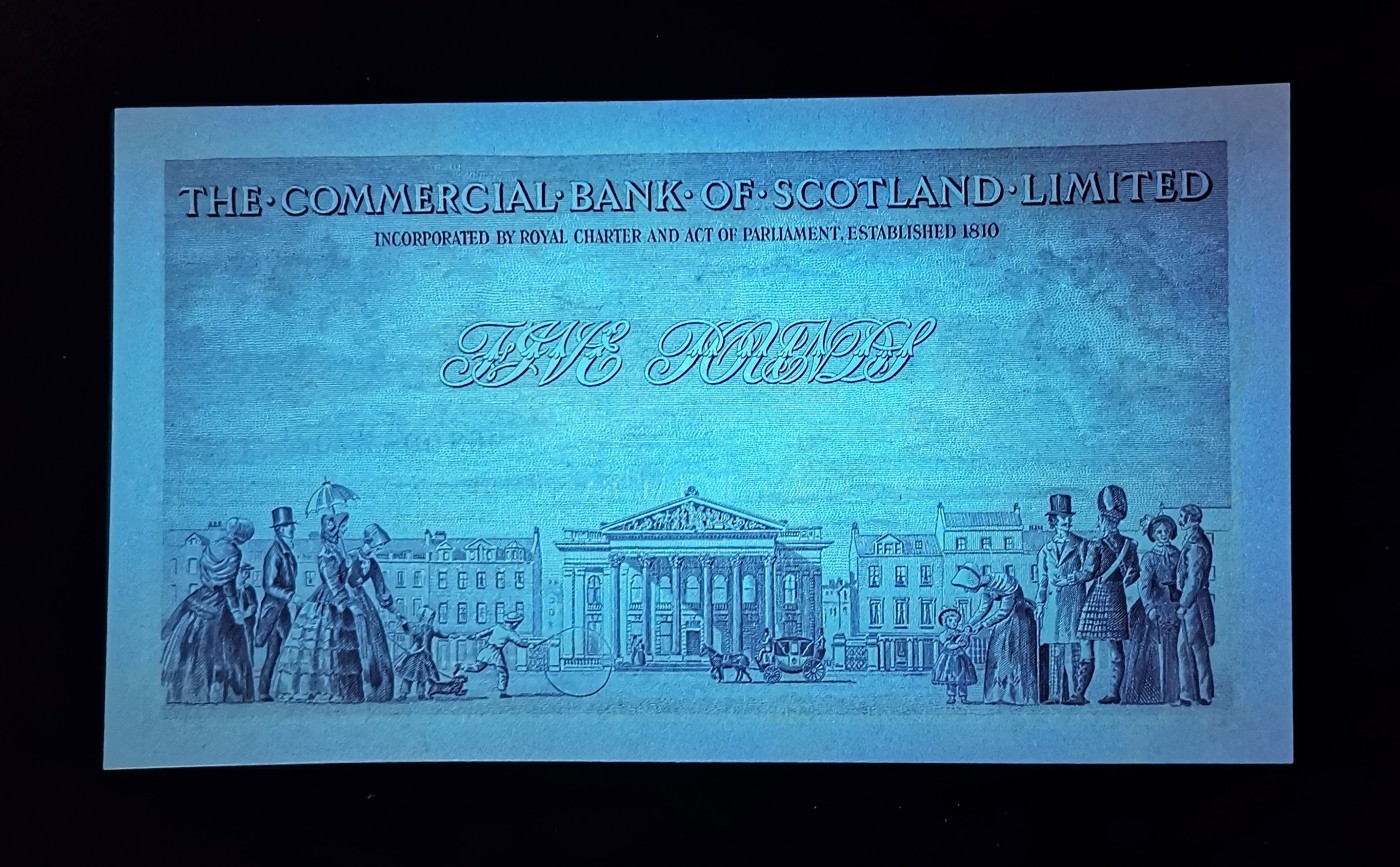 THE·COMMERCIAL·BANK·OF·SCOTLAND·LIMITED
INCORPORATED BY ROYAL CHARTER AND ACT OF PARLIAMENT, ESTABLISHED 1810
FIVE POUNDS